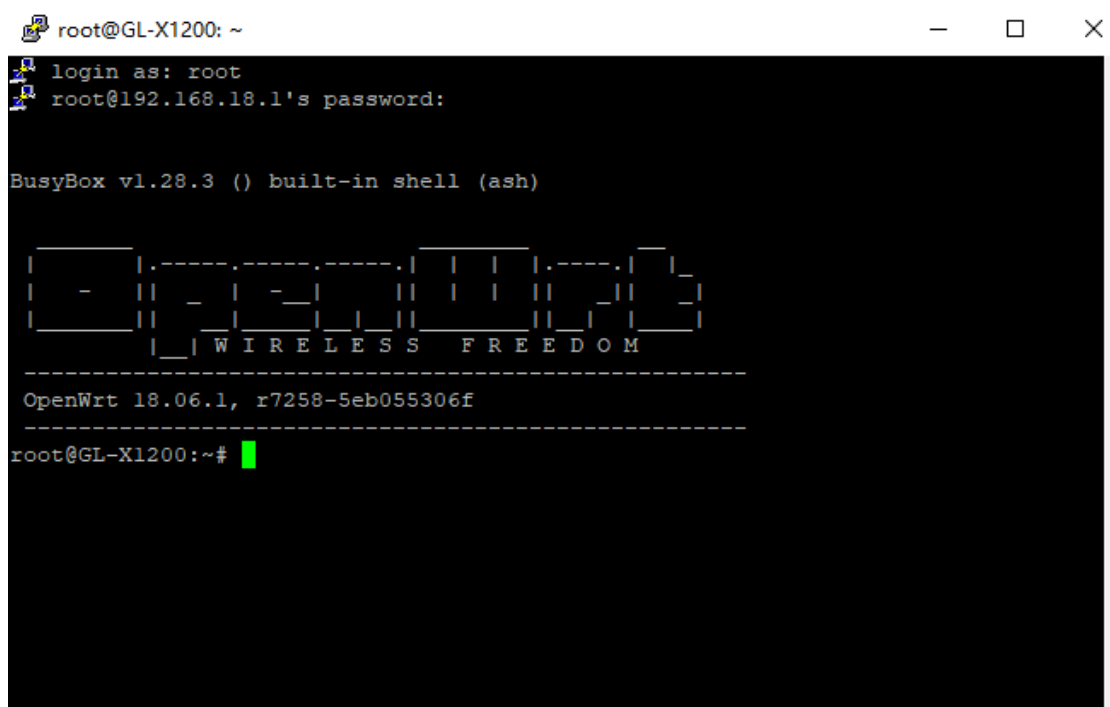 root@GL-X1200: ~
login as: root
root@192.168.18.1's password:
BusyBox v1.28.3 () built-in shell (ash)
OpenWrt
W I R E L E S S   F R E E D O M
-----------------------------------------------------
OpenWrt 18.06.1, r7258-5eb055306f
-----------------------------------------------------
root@GL-X1200:~#